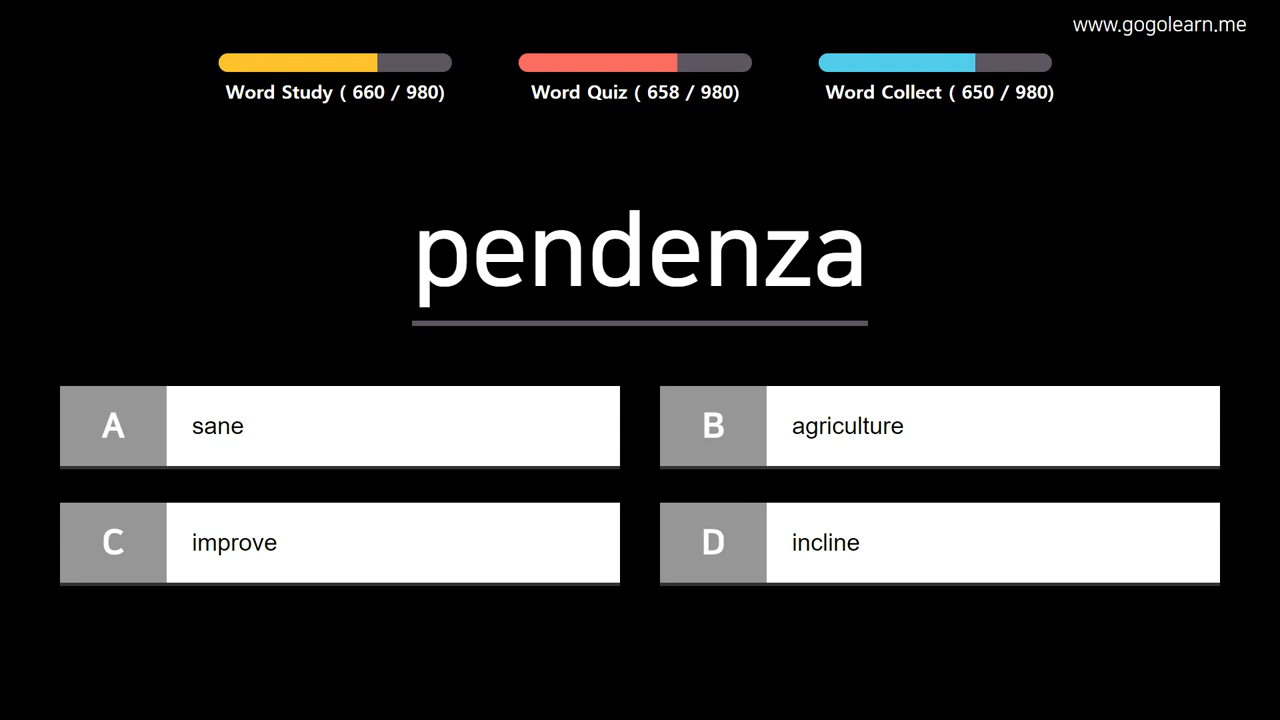 www.gogolearn.me
Word Study ( 660 / 980)
Word Quiz ( 658 / 980)
Word Collect ( 650 / 980)
pendenza
A sane
B agriculture
C improve
D incline